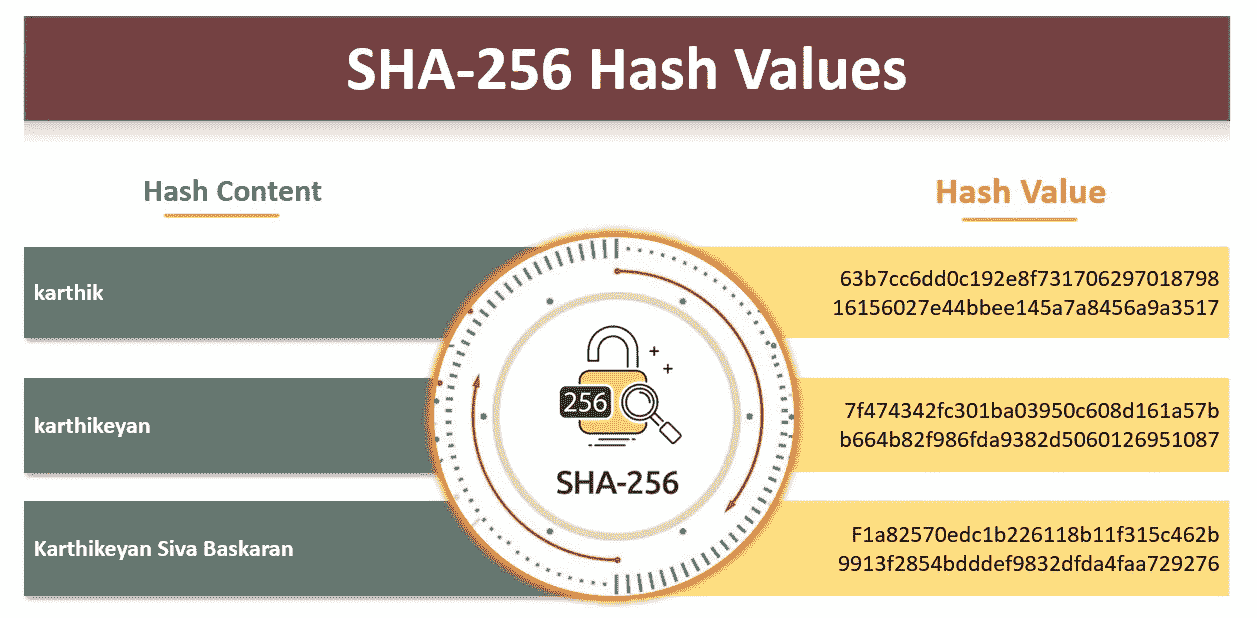 SHA-256 Hash Values
Hash Content
Hash Value
karthik
63b7cc6dd0c192e8f731706297018798
16156027e44bbee145a7a8456a9a3517
karthikeyan
7f474342fc301ba03950c608d161a57b
b664b82f986fda9382d5060126951087
Karthikeyan Siva Baskaran
F1a82570edc1b226118b11f315c462b
9913f2854bdddef9832dfda4faa729276
256
SHA-256